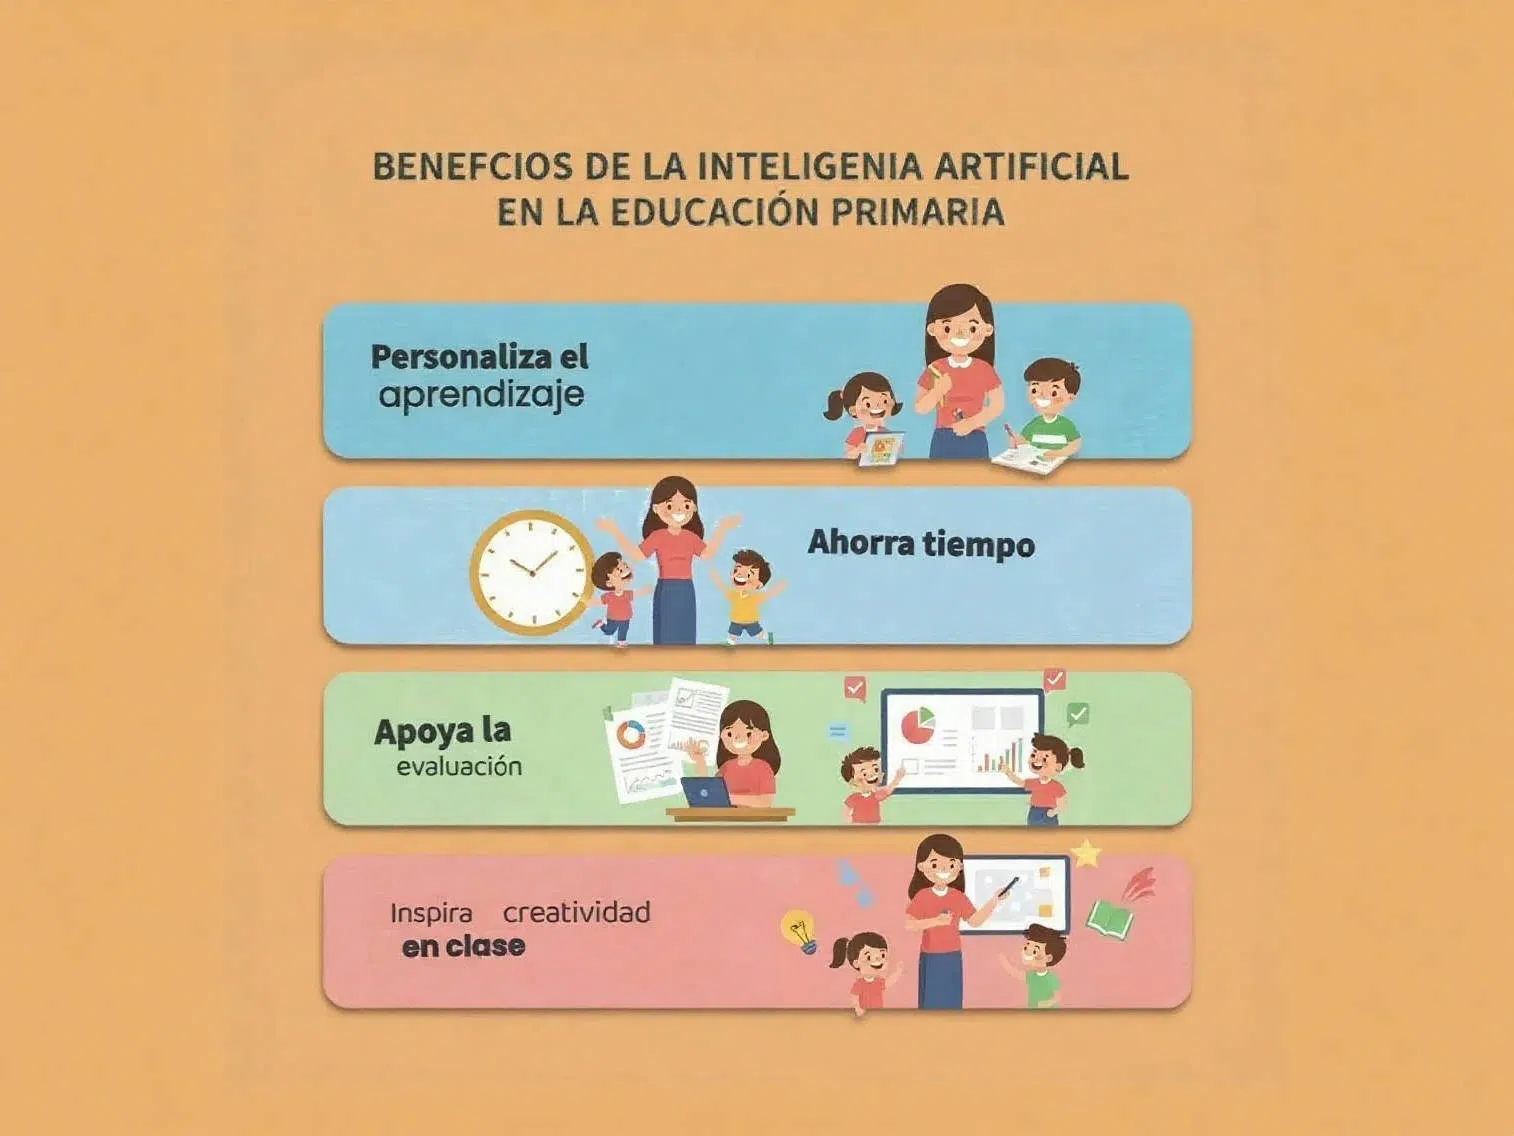 BENEFCIOS DE LA INTELIGENIA ARTIFICIAL
EN LA EDUCACIÓN PRIMARIA
Personaliza el
aprendizaje
Ahorra tiempo
Apoya la
evaluación
Inspira creatividad
en clase